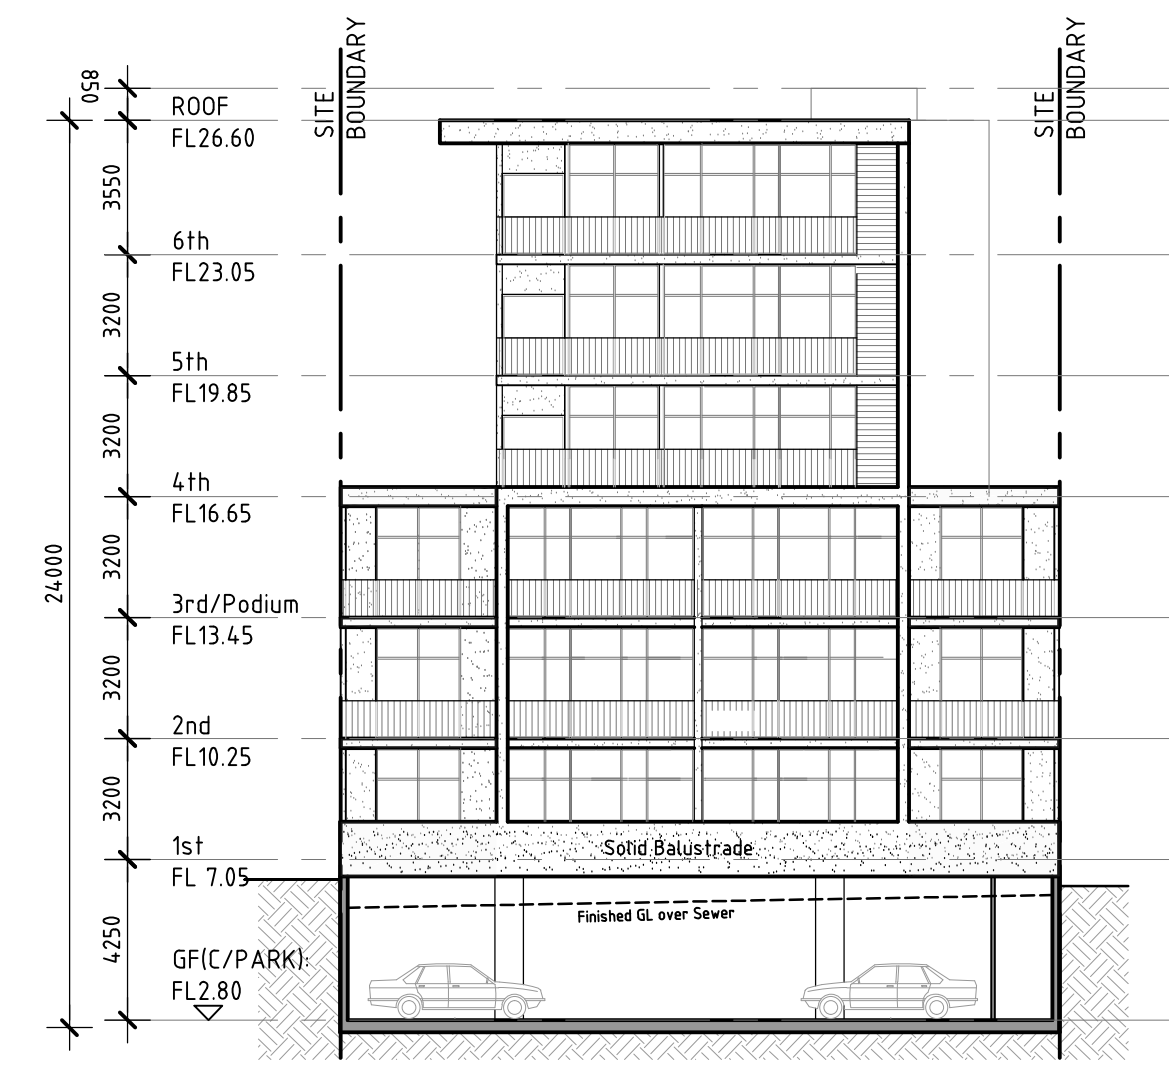 SITE
BOUNDARY
SITE
BOUNDARY
850
ROOF
FL26.60
3550
6th
FL23.05
3200
5th
FL19.85
3200
4th
FL16.65
24000
3200
3rd/Podium
FL13.45
3200
2nd
FL10.25
3200
1st
FL 7.05
Solid Balustrade
Finished GL over Sewer
4250
GF(C/PARK):
FL2.80